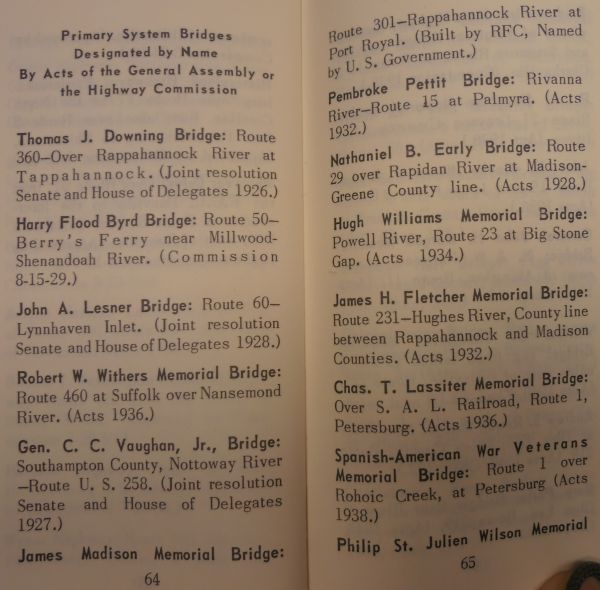 Primary System Bridges
Designated by Name
By Acts of the General Assembly or
the Highway Commission
Thomas J. Downing Bridge: Route
360—Over Rappahannock River at
Tappahannock. (Joint resolution
Senate and House of Delegates 1926.)
Harry Flood Byrd Bridge: Route 50—
Berry's Ferry near Millwood-
Shenandoah River. (Commission
8-15-29.)
John A. Lesner Bridge: Route 60—
Lynnhaven Inlet. (Joint resolution
Senate and House of Delegates 1928.)
Robert W. Withers Memorial Bridge:
Route 460 at Suffolk over Nansemond
River. (Acts 1936.)
Gen. C. C. Vaughan, Jr., Bridge:
Southampton County, Nottoway River
—Route U. S. 258. (Joint resolution
Senate and House of Delegates
1927.)
James Madison Memorial Bridge:
64
Route 301—Rappahannock River at
Port Royal. (Built by RFC, Named
by U. S. Government.)
Pembroke Pettit Bridge: Rivanna
River—Route 15 at Palmyra. (Acts
1932.)
Nathaniel B. Early Bridge: Route
29 over Rapidan River at Madison-
Greene County line. (Acts 1928.)
Hugh Williams Memorial Bridge:
Powell River, Route 23 at Big Stone
Gap. (Acts 1934.)
James H. Fletcher Memorial Bridge:
Route 231—Hughes River, County line
between Rappahannock and Madison
Counties. (Acts 1932.)
Chas. T. Lassiter Memorial Bridge:
Over S. A. L. Railroad, Route 1,
Petersburg. (Acts 1936.)
Spanish-American War Veterans
Memorial Bridge: Route 1 over
Rohoic Creek, at Petersburg (Acts
1938.)
Philip St. Julien Wilson Memorial
65